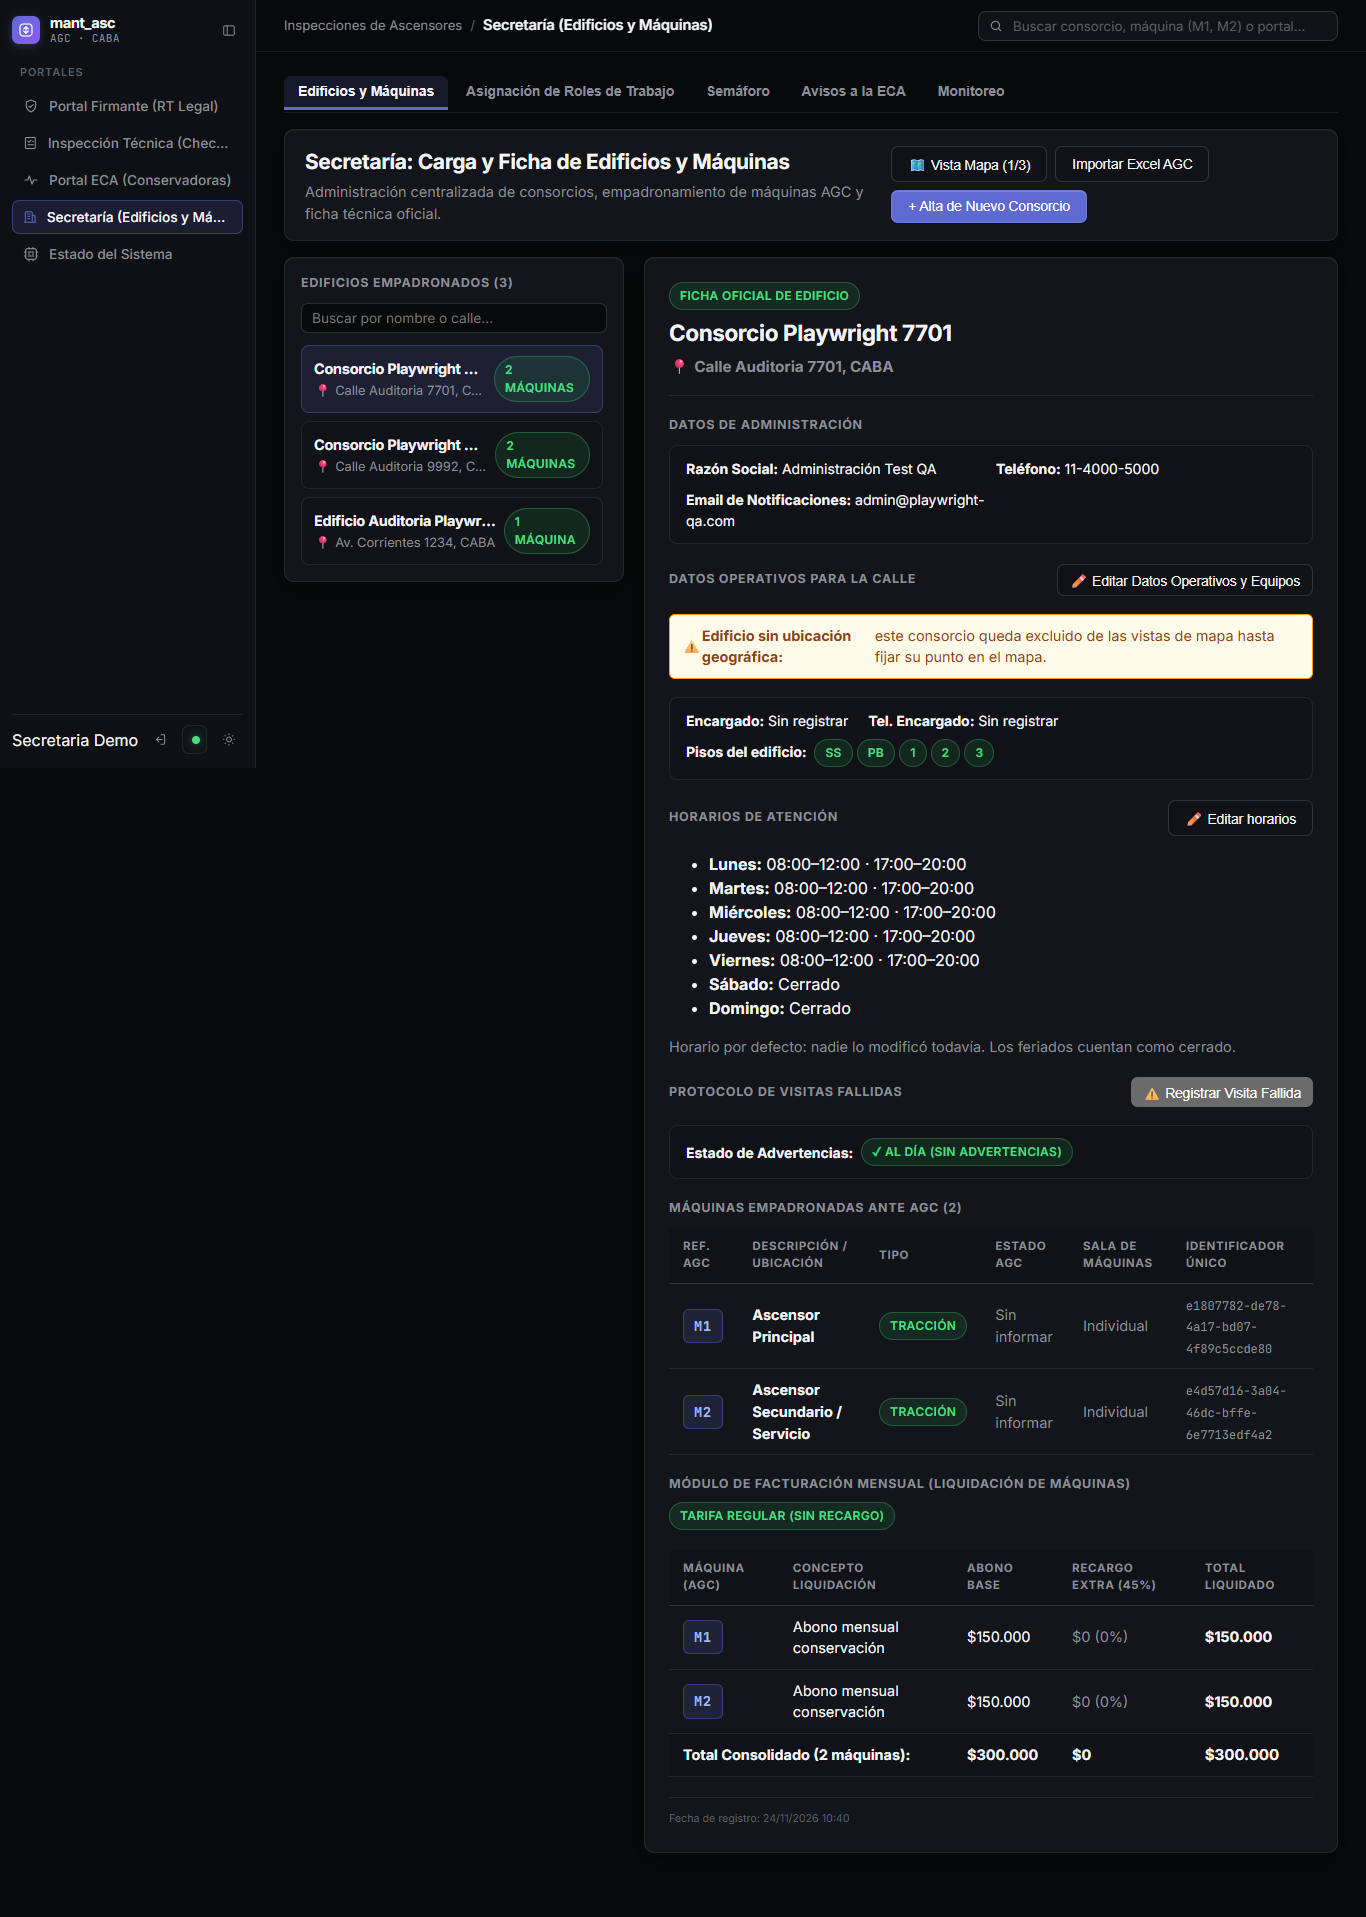 mant_asc
AGC · CABA
PORTALES
Portal Firmante (RT Legal)
Inspección Técnica (Chec...
Portal ECA (Conservadoras)
Secretaría (Edificios y Má...
Estado del Sistema
Secretaria Demo
Inspecciones de Ascensores / Secretaría (Edificios y Máquinas)
Buscar consorcio, máquina (M1, M2) o portal...
Edificios y Máquinas
Asignación de Roles de Trabajo
Semáforo
Avisos a la ECA
Monitoreo
Secretaría: Carga y Ficha de Edificios y Máquinas
Administración centralizada de consorcios, empadronamiento de máquinas AGC y
ficha técnica oficial.
Vista Mapa (1/3)
Importar Excel AGC
+ Alta de Nuevo Consorcio
EDIFICIOS EMPADRONADOS (3)
Buscar por nombre o calle...
Consorcio Playwright ...
Calle Auditoria 7701, C...
2
MÁQUINAS
Consorcio Playwright ...
Calle Auditoria 9992, C...
2
MÁQUINAS
Edificio Auditoria Playwr...
Av. Corrientes 1234, CABA
1
MÁQUINA
FICHA OFICIAL DE EDIFICIO
Consorcio Playwright 7701
Calle Auditoria 7701, CABA
DATOS DE ADMINISTRACIÓN
Razón Social: Administración Test QA
Teléfono: 11-4000-5000
Email de Notificaciones: admin@playwright-
qa.com
DATOS OPERATIVOS PARA LA CALLE
Editar Datos Operativos y Equipos
Edificio sin ubicación
geográfica:
este consorcio queda excluido de las vistas de mapa hasta
fijar su punto en el mapa.
Encargado: Sin registrar
Tel. Encargado: Sin registrar
Pisos del edificio: SS PB 1 2 3
HORARIOS DE ATENCIÓN
Editar horarios
• Lunes: 08:00–12:00 · 17:00–20:00
• Martes: 08:00–12:00 · 17:00–20:00
• Miércoles: 08:00–12:00 · 17:00–20:00
• Jueves: 08:00–12:00 · 17:00–20:00
• Viernes: 08:00–12:00 · 17:00–20:00
• Sábado: Cerrado
• Domingo: Cerrado
Horario por defecto: nadie lo modificó todavía. Los feriados cuentan como cerrado.
PROTOCOLO DE VISITAS FALLIDAS
Registrar Visita Fallida
Estado de Advertencias: ✓ AL DÍA (SIN ADVERTENCIAS)
MÁQUINAS EMPADRONADAS ANTE AGC (2)
REF.
AGC
DESCRIPCIÓN /
UBICACIÓN
TIPO
ESTADO
AGC
SALA DE
MÁQUINAS
IDENTIFICADOR
ÚNICO
M1
Ascensor
Principal
TRACCIÓN
Sin
informar
Individual
e1807782-de78-
4a17-bd07-
4f89c5ccde80
M2
Ascensor
Secundario /
Servicio
TRACCIÓN
Sin
informar
Individual
e4d57d16-3a04-
46dc-bffe-
6e7713edf4a2
MÓDULO DE FACTURACIÓN MENSUAL (LIQUIDACIÓN DE MÁQUINAS)
TARIFA REGULAR (SIN RECARGO)
MÁQUINA
(AGC)
CONCEPTO
LIQUIDACIÓN
ABONO
BASE
RECARGO
EXTRA (45%)
TOTAL
LIQUIDADO
M1
Abono mensual
conservación
$150.000
$0 (0%)
$150.000
M2
Abono mensual
conservación
$150.000
$0 (0%)
$150.000
Total Consolidado (2 máquinas):
$300.000
$0
$300.000
Fecha de registro: 24/11/2026 10:40